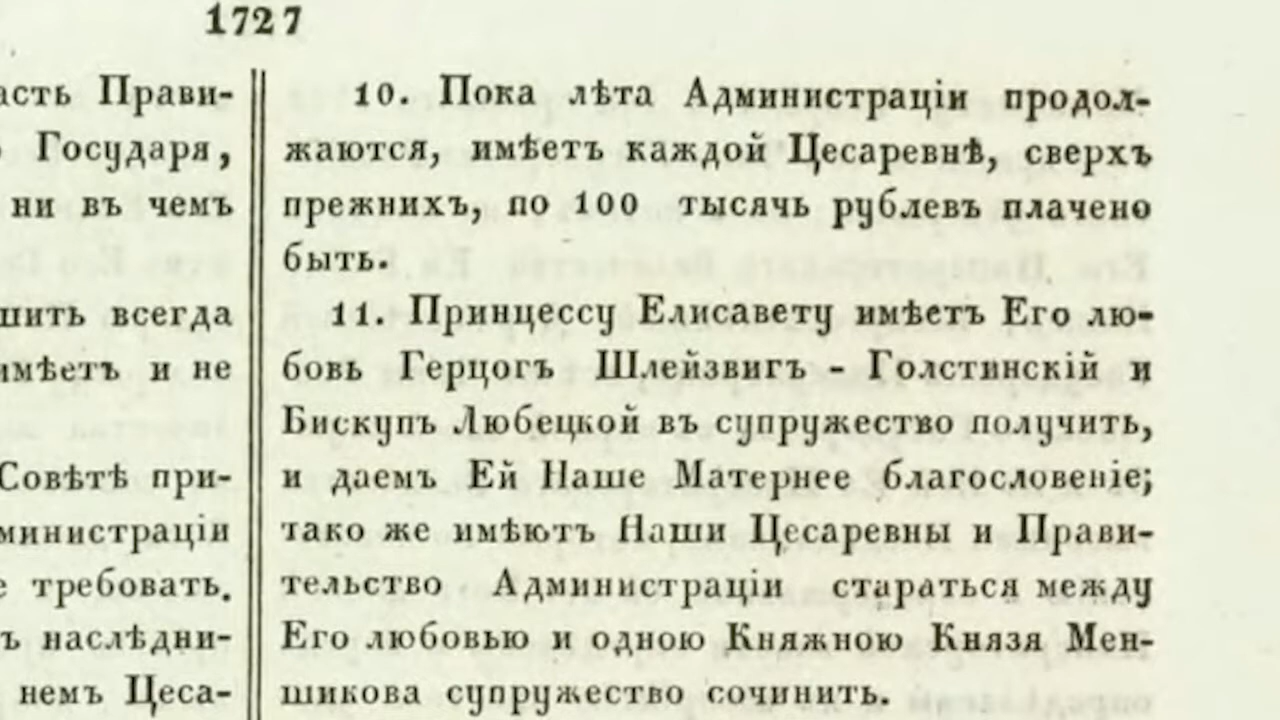 1727
асть Прави-
Государя,
ни въ чемъ
шить всегда
имѣетъ и не
Совѣтѣ при-
министраціи
требовать.
ъ наслѣдни-
немъ Цеса-
10. Пока лѣта Администраціи продол-
жаются, имѣетъ каждой Цесаревнѣ, сверхъ
прежнихъ, по 100 тысячь рублевъ плачено
быть.
11. Принцессу Елисавету имѣетъ Его лю-
бовь Герцогъ Шлейзвигъ - Голстинскій и
Бискупъ Любецкой въ супружество получить,
и даемъ Ей Наше Матернее благословеніе;
тако же имѣютъ Наши Цесаревны и Прави-
тельство Администраціи стараться между
Его любовью и одною Княжною Князя Мен-
шикова супружество сочинить.